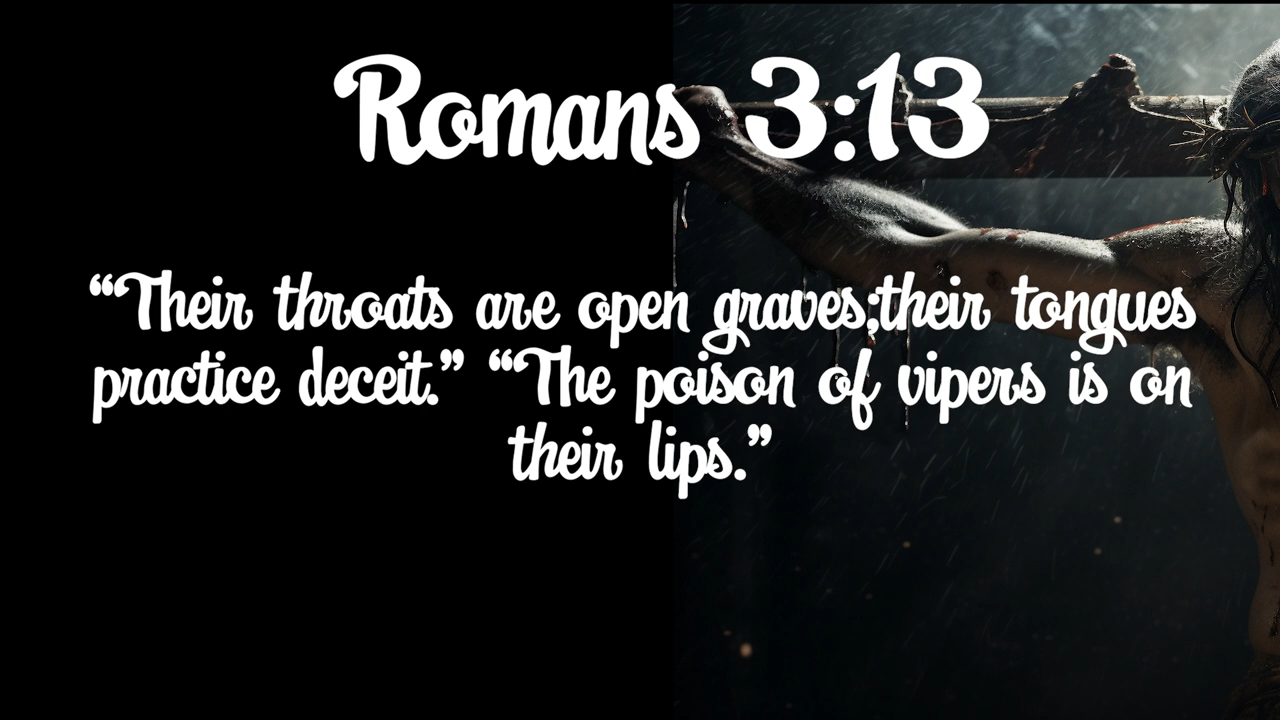 Romans 3:13
“Their throats are open graves;their tongues
practice deceit.” “The poison of vipers is on
their lips.”